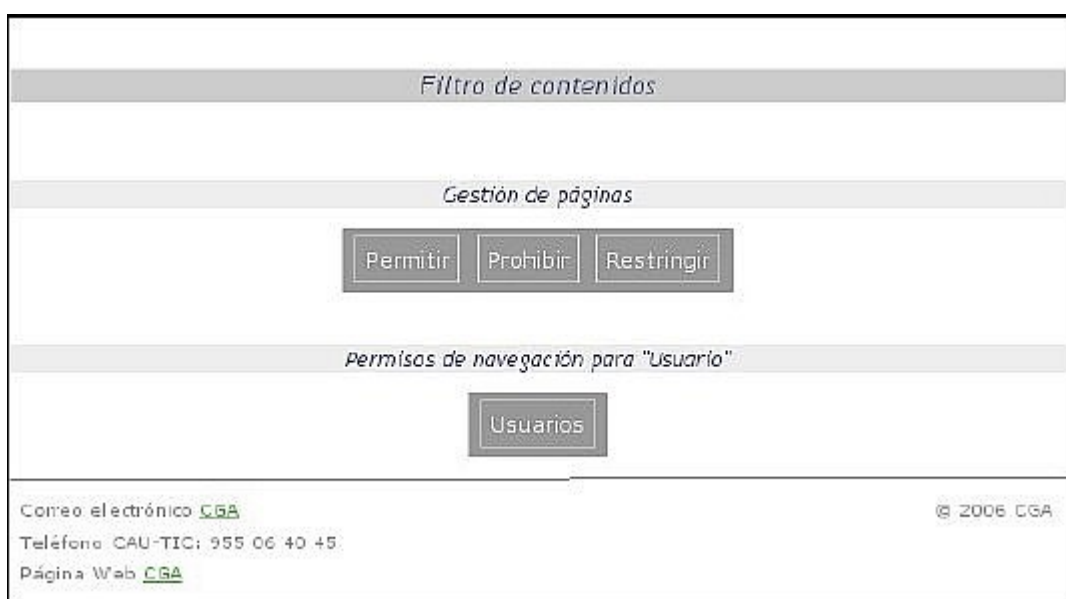 Filtro de contenidos
Gestión de páginas
Permitir Prohibir Restringir
Permisos de navegación para "Usuario"
Usuarios
Correo electrónico CGA © 2006 CGA
Teléfono CAU-TIC: 955 06 40 45
Página Web CGA